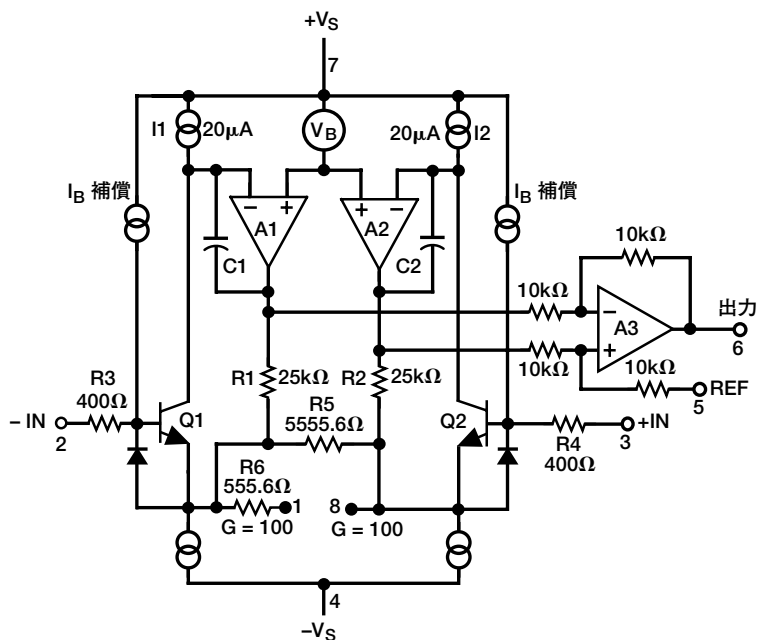 +VS
7
I1
20μA
VB
20μA
I2
IB 補償
IB 補償
−
+
A1
+
−
A2
C1
C2
10kΩ
10kΩ
−
A3
+
出力
6
10kΩ
10kΩ
REF
5
R1
25kΩ
R2
25kΩ
R3
400Ω
− IN
2
Q1
R5
5555.6Ω
Q2
+IN
3
R4
400Ω
R6
555.6Ω
1
G = 100
8
G = 100
4
−VS